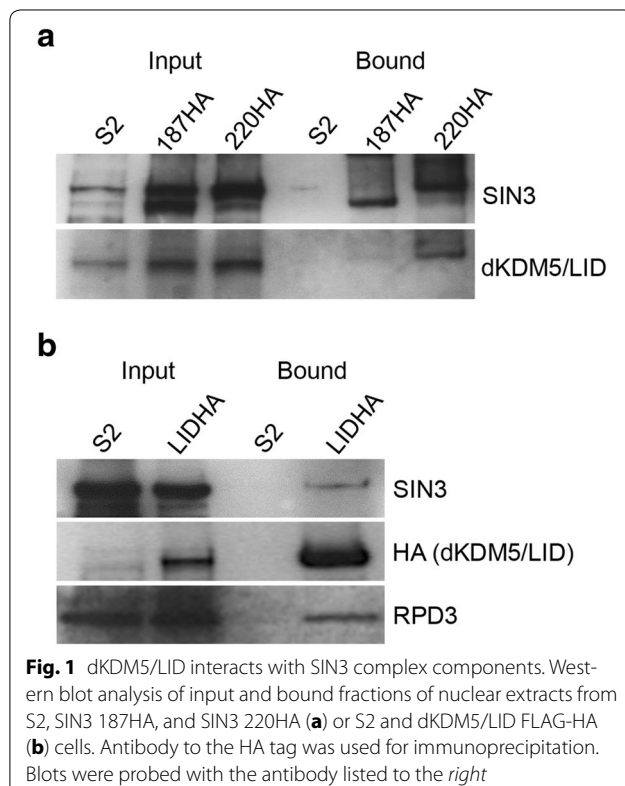 a
Input Bound
S2 187HA 220HA S2 187HA 220HA
SIN3
dKDM5/LID
b
Input Bound
S2 LIDHA S2 LIDHA
SIN3
HA (dKDM5/LID)
RPD3
Fig. 1 dKDM5/LID interacts with SIN3 complex components. West-
ern blot analysis of input and bound fractions of nuclear extracts from
S2, SIN3 187HA, and SIN3 220HA (a) or S2 and dKDM5/LID FLAG-HA
(b) cells. Antibody to the HA tag was used for immunoprecipitation.
Blots were probed with the antibody listed to the right